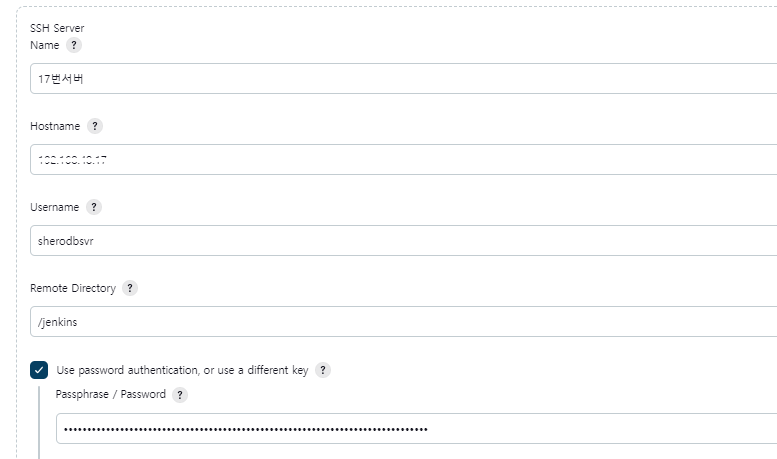 SSH Server
Name ?
17번서버
Hostname ?
Username ?
sherodbsvr
Remote Directory ?
/jenkins
Use password authentication, or use a different key ?
Passphrase / Password ?